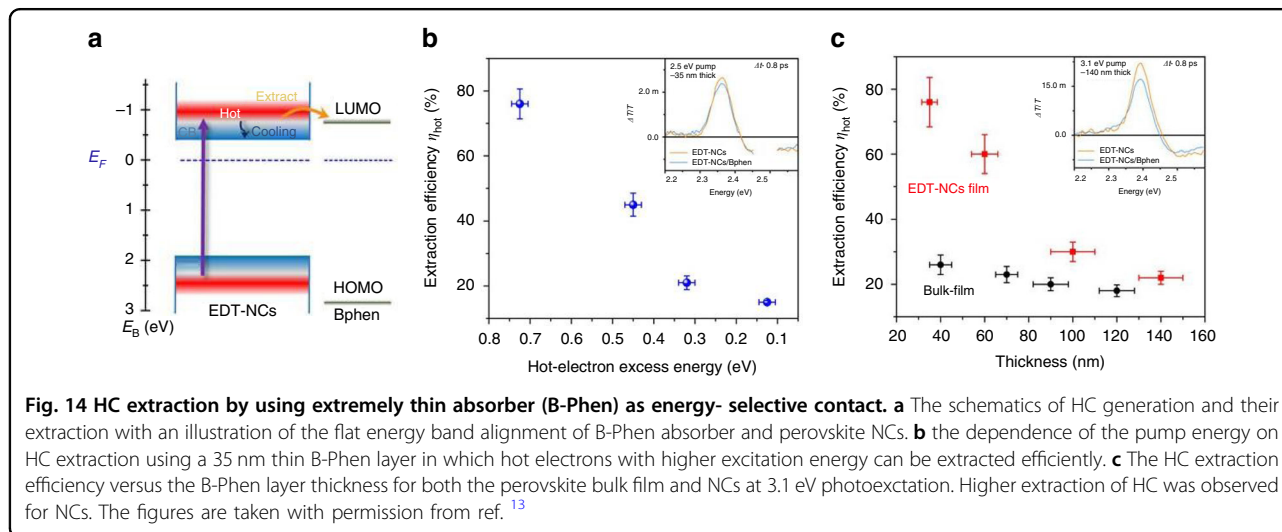 a
−1
0
1
2
3
E_F
E_B (eV)
Extract
Hot
CB
Cooling
LUMO
HOMO
EDT-NCs
Bphen
b
Extraction efficiency η_hot (%)
80
60
40
20
0.8 0.7 0.6 0.5 0.4 0.3 0.2 0.1
Hot-electron excess energy (eV)
2.5 eV pump
–35 nm thick
Δt- 0.8 ps
2.0 m
0.0
ΔT/T
EDT-NCs
EDT-NCs/Bphen
2.2 2.3 2.4 2.5
Energy (eV)
c
Extraction efficiency η_hot (%)
80
60
40
20
20 40 60 80 100 120 140 160
Thickness (nm)
EDT-NCs film
Bulk-film
3.1 eV pump
–140 nm thick
Δt- 0.8 ps
15.0 m
0.0
ΔT/T
EDT-NCs
EDT-NCs/Bphen
2.2 2.3 2.4 2.5
Energy (eV)
Fig. 14 HC extraction by using extremely thin absorber (B-Phen) as energy- selective contact. a The schematics of HC generation and their
extraction with an illustration of the flat energy band alignment of B-Phen absorber and perovskite NCs. b the dependence of the pump energy on
HC extraction using a 35 nm thin B-Phen layer in which hot electrons with higher excitation energy can be extracted efficiently. c The HC extraction
efficiency versus the B-Phen layer thickness for both the perovskite bulk film and NCs at 3.1 eV photoexctation. Higher extraction of HC was observed
for NCs. The figures are taken with permission from ref. 13